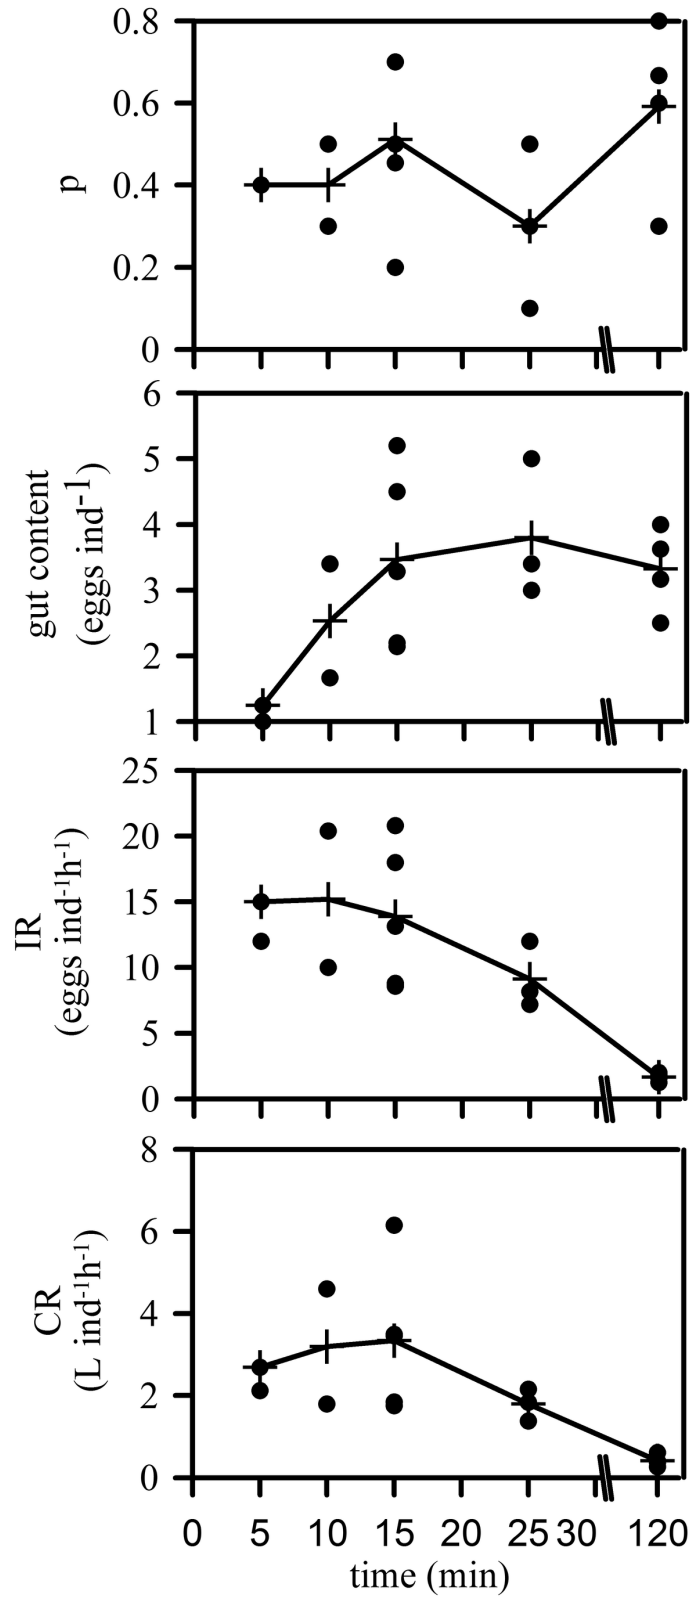 0.8
0.6
0.4
0.2
0
p
6
5
4
3
2
1
gut content
(eggs ind⁻¹)
25
20
15
10
5
0
IR
(eggs ind⁻¹h⁻¹)
8
6
4
2
0
CR
(L ind⁻¹h⁻¹)
0 5 10 15 20 25 30 120
time (min)